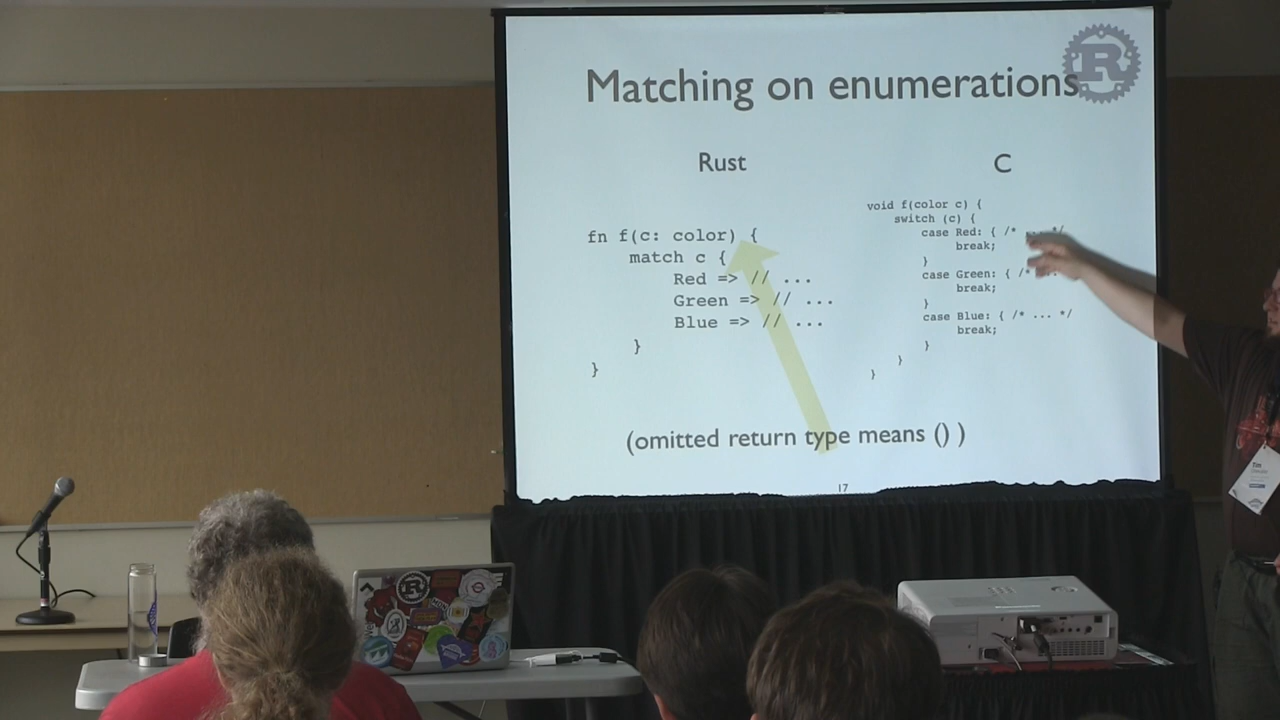 Matching on enumerations
R
Rust
fn f(c: color) {
match c {
Red => // ...
Green => // ...
Blue => // ...
}
}
C
void f(color c) {
switch (c) {
case Red: { /* ... */
break;
}
case Green: { /*
break;
}
case Blue: { /* ... */
break;
}
}
}
(omitted return type means () )
17
Tim
R